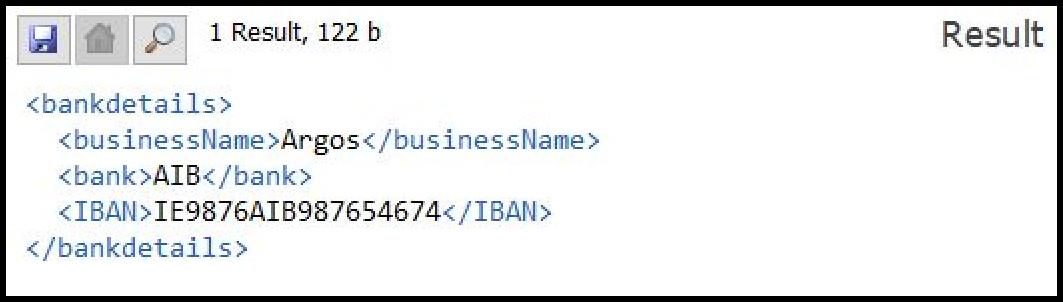 1 Result, 122 b
Result
<bankdetails>
  <businessName>Argos</businessName>
  <bank>AIB</bank>
  <IBAN>IE9876AIB987654674</IBAN>
</bankdetails>